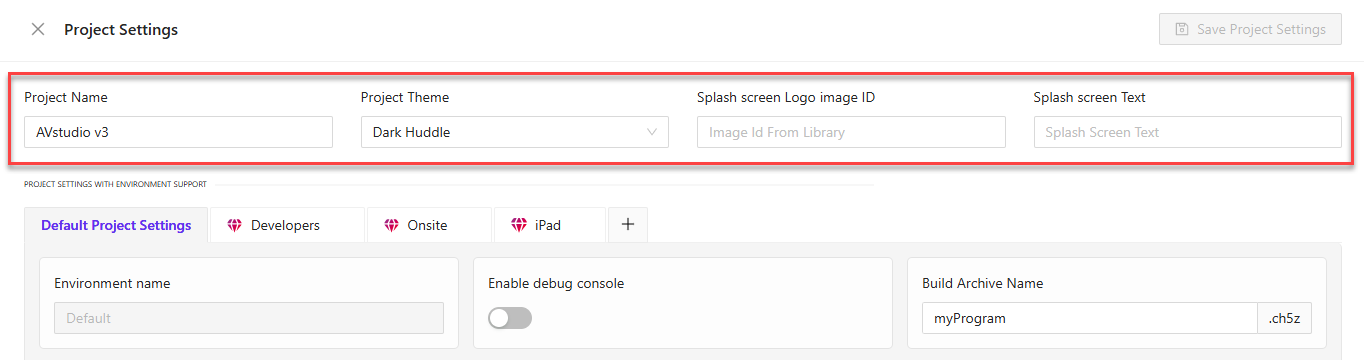 Project Settings
Save Project Settings
Project Name
Project Theme
Splash screen Logo image ID
Splash screen Text
AVstudio v3
Dark Huddle
Image Id From Library
Splash Screen Text
PROJECT SETTINGS WITH ENVIRONMENT SUPPORT
Default Project Settings
Developers
Onsite
iPad
Environment name
Enable debug console
Build Archive Name
Default
myProgram
.ch5z